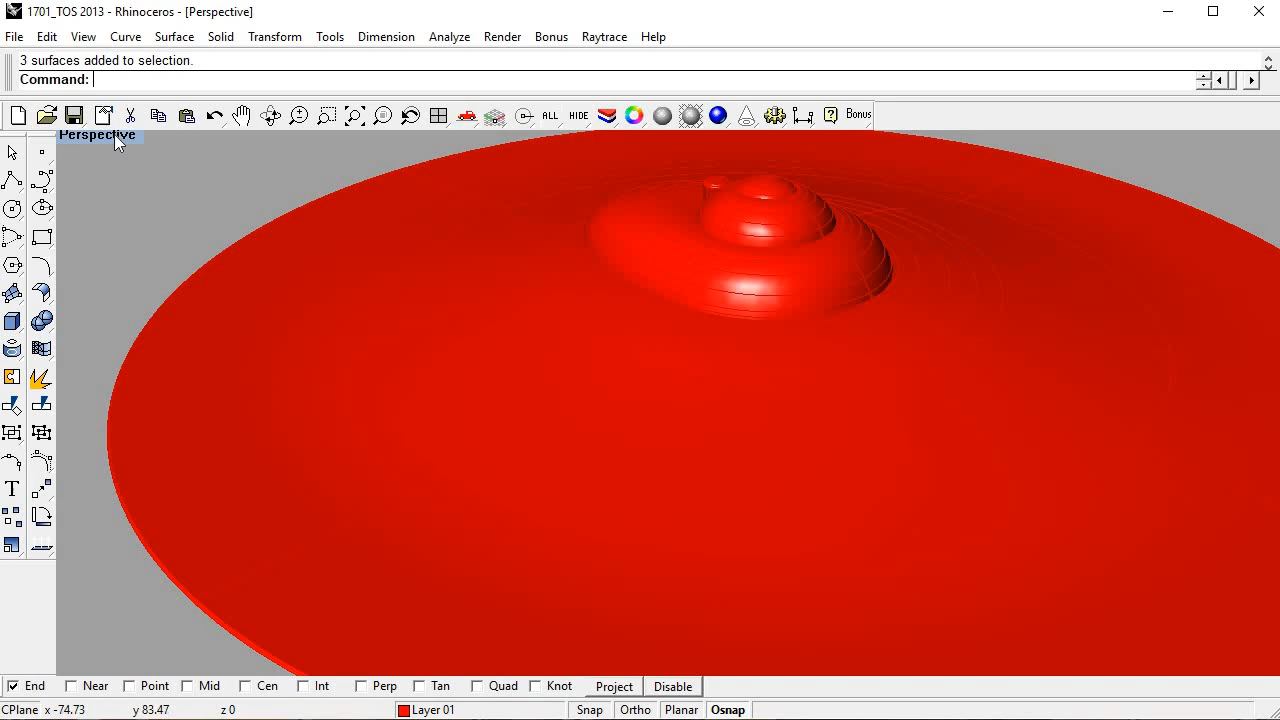 1701_TOS 2013 - Rhinoceros - [Perspective]
File Edit View Curve Surface Solid Transform Tools Dimension Analyze Render Bonus Raytrace Help
3 surfaces added to selection.
Command:
ALL HIDE Bonus
Perspective
T
End Near Point Mid Cen Int Perp Tan Quad Knot Project Disable
CPlane x -74.73 y 83.47 z 0 Layer 01 Snap Ortho Planar Osnap